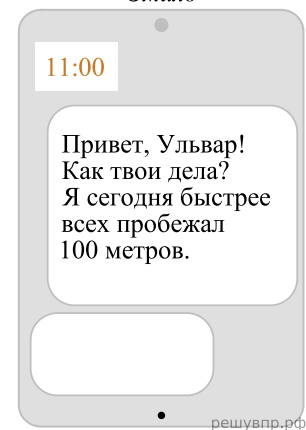 11:00
Привет, Ульвар!
Как твои дела?
Я сегодня быстрее
всех пробежал
100 метров.
решувпр.рф